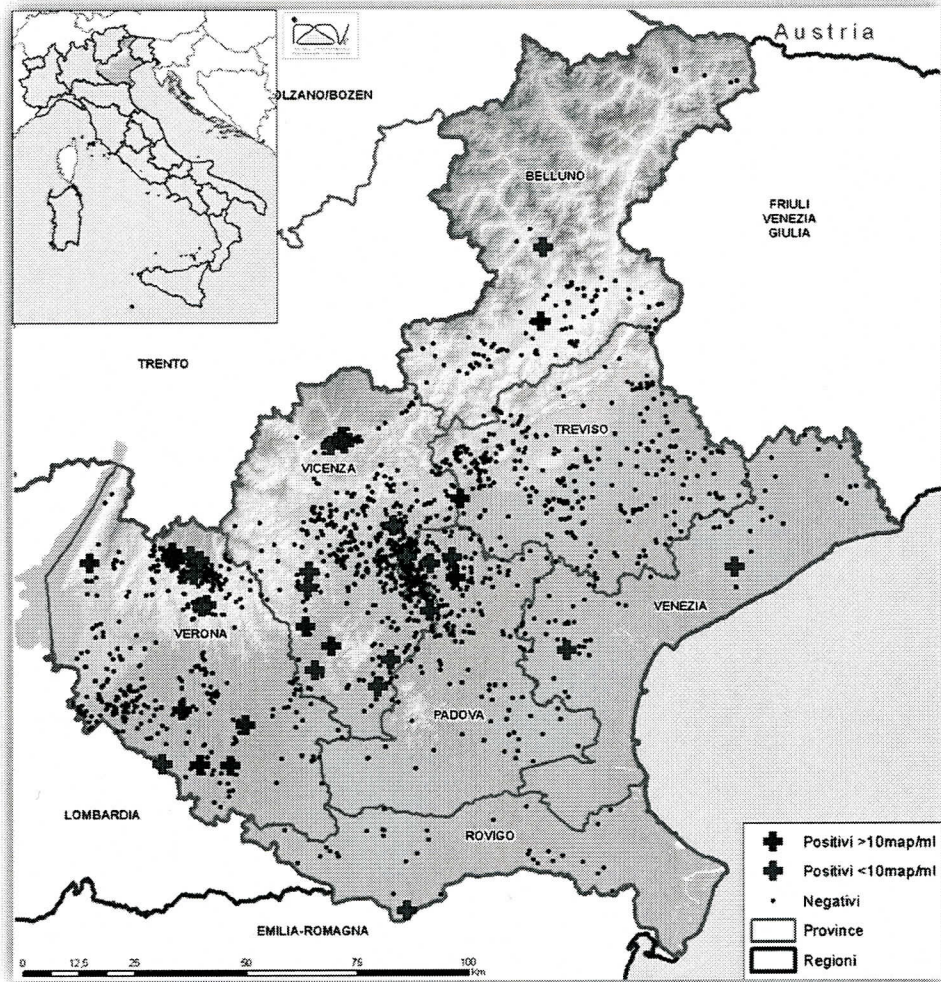 Austria
OLZANO/BOZEN
BELLUNO
FRIULI
VENEZIA
GIULIA
TRENTO
TREVISO
VICENZA
VENEZIA
VERONA
PADOVA
LOMBARDIA
ROVIGO
EMILIA-ROMAGNA
Positivi >10map/ml
Positivi <10map/ml
Negativi
Province
Regioni
0 12,5 25 50 75 100
Km